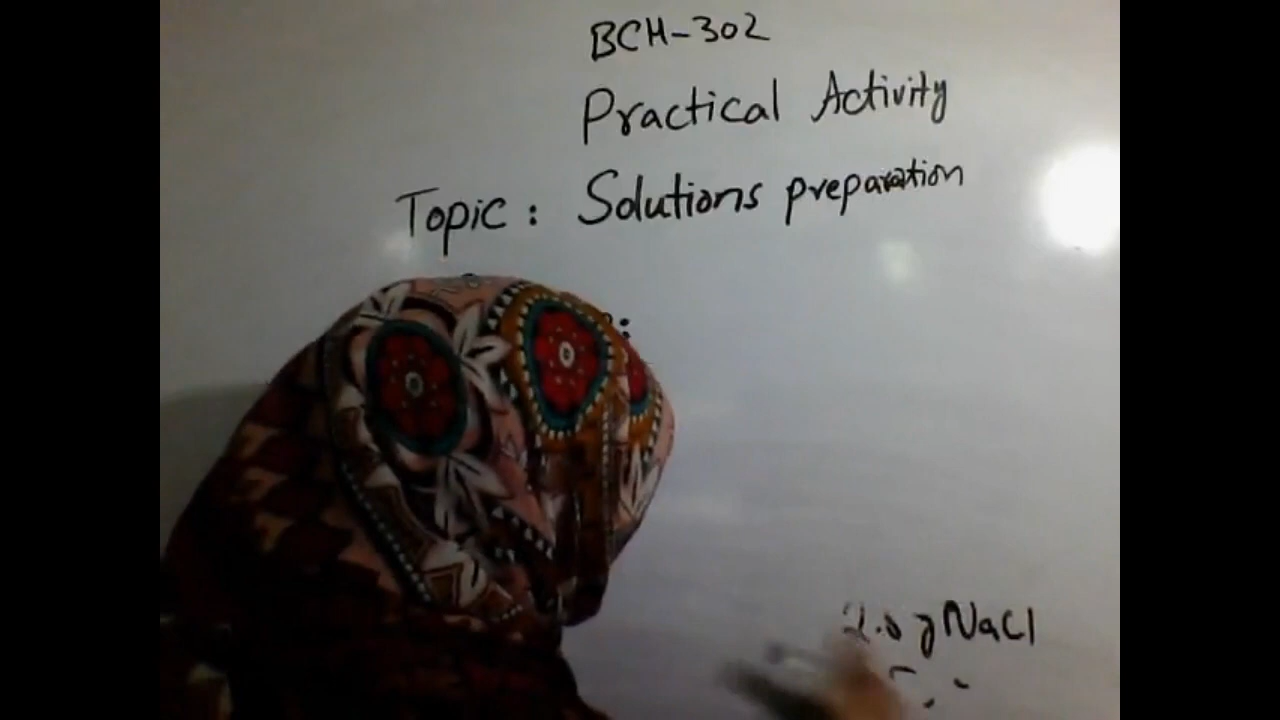 BCH-302
Practical Activity
Topic: Solutions preparation
g NaCl